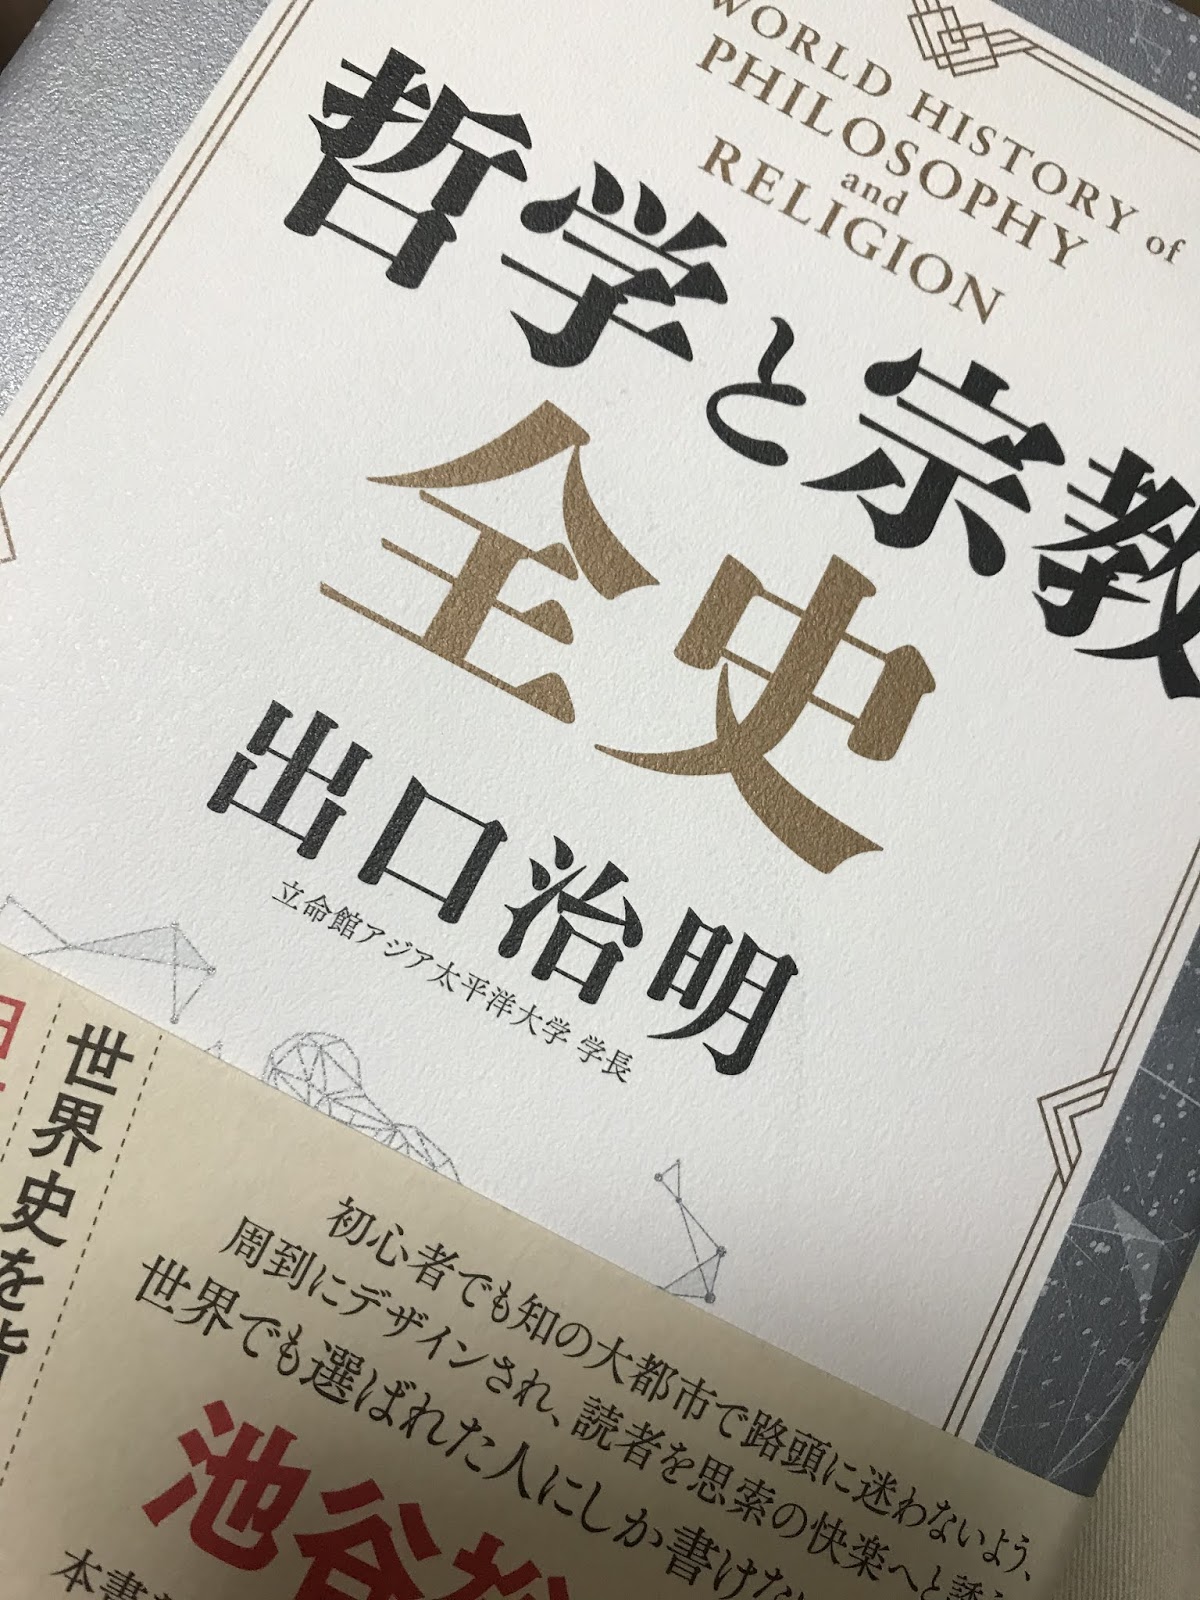 WORLD HISTORY of
PHILOSOPHY
and
RELIGION
哲学と宗教
全史
出口治明
立命館アジア太平洋大学 学長
初心者でも知の大都市で路頭に迷わないよう、
周到にデザインされ、読者を思索の快楽へと誘
世界でも選ばれた人にしか書けな
池谷
本書
世界史を